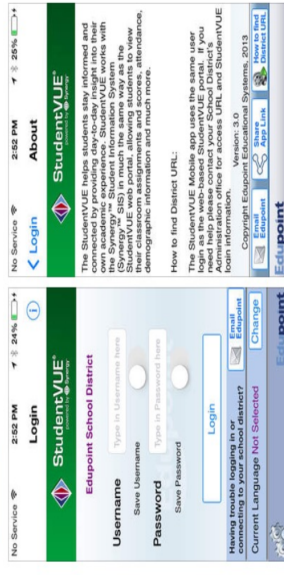 No Service 2:52 PM 24%
Login
StudentVUE®
powered by Synergy
Edupoint School District
Username Type in Username here
Save Username
Password Type in Password here
Save Password
Login
Having trouble logging in or
connecting to your school district?
Email
Edupoint
Current Language Not Selected Change
Edupoint
No Service 2:52 PM 25%
Login About
StudentVUE®
powered by Synergy
The StudentVUE helps students stay informed and
connected by providing day-to-day insight into their
own academic experience. StudentVUE works with
the Synergy™ Student Information System
(Synergy™ SIS) in much the same way as the
StudentVUE web portal, allowing students to view
their classroom assignments and scores, attendance,
demographic information and much more.
How to find District URL:
The StudentVUE Mobile app uses the same user
login as the web-based StudentVUE portal. If you
need help please contact your School District's
Administration office for access URL and StudentVUE
login information.
Version: 3.0
Copyright Edupoint Educational Systems, 2013
Email
Edupoint
Share
App Link
How to find
District URL
Edupoint